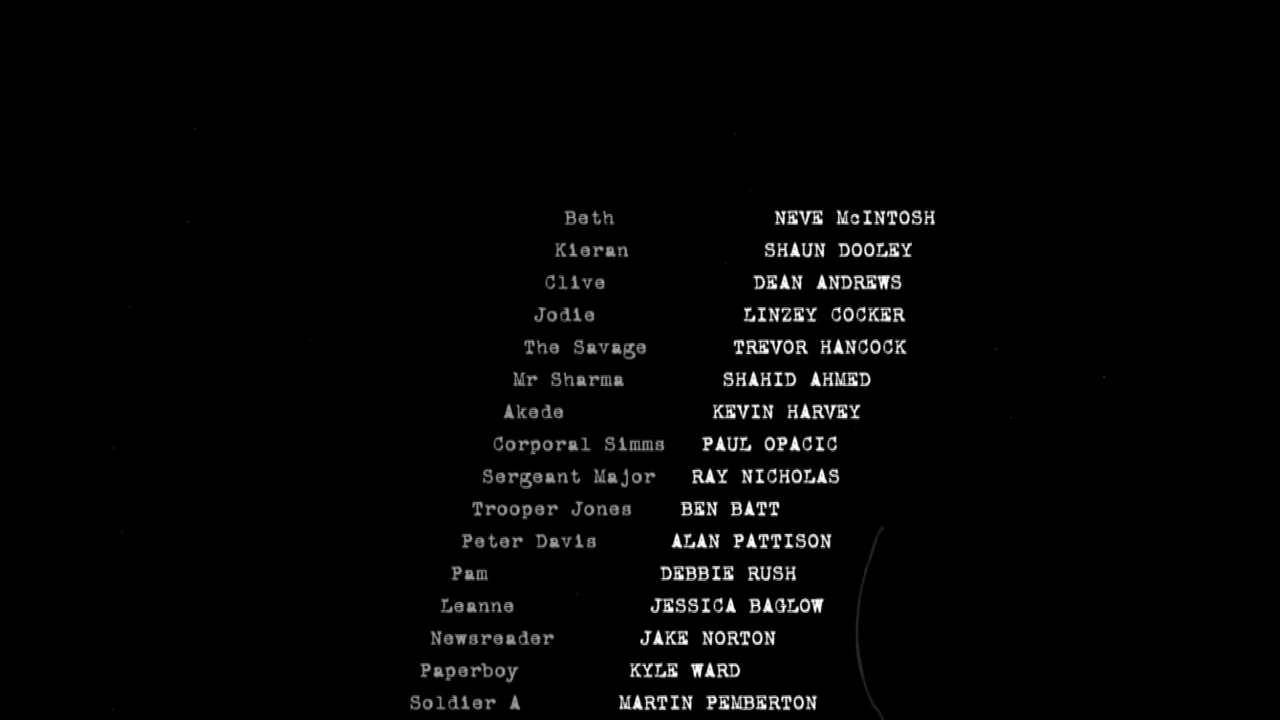 Beth NEVE McINTOSH
Kieran SHAUN DOOLEY
Clive DEAN ANDREWS
Jodie LINZEY COCKER
The Savage TREVOR HANCOCK
Mr Sharma SHAHID AHMED
Akede KEVIN HARVEY
Corporal Simms PAUL OPACIC
Sergeant Major RAY NICHOLAS
Trooper Jones BEN BATT
Peter Davis ALAN PATTISON
Pam DEBBIE RUSH
Leanne JESSICA BAGLOW
Newsreader JAKE NORTON
Paperboy KYLE WARD
Soldier A MARTIN PEMBERTON